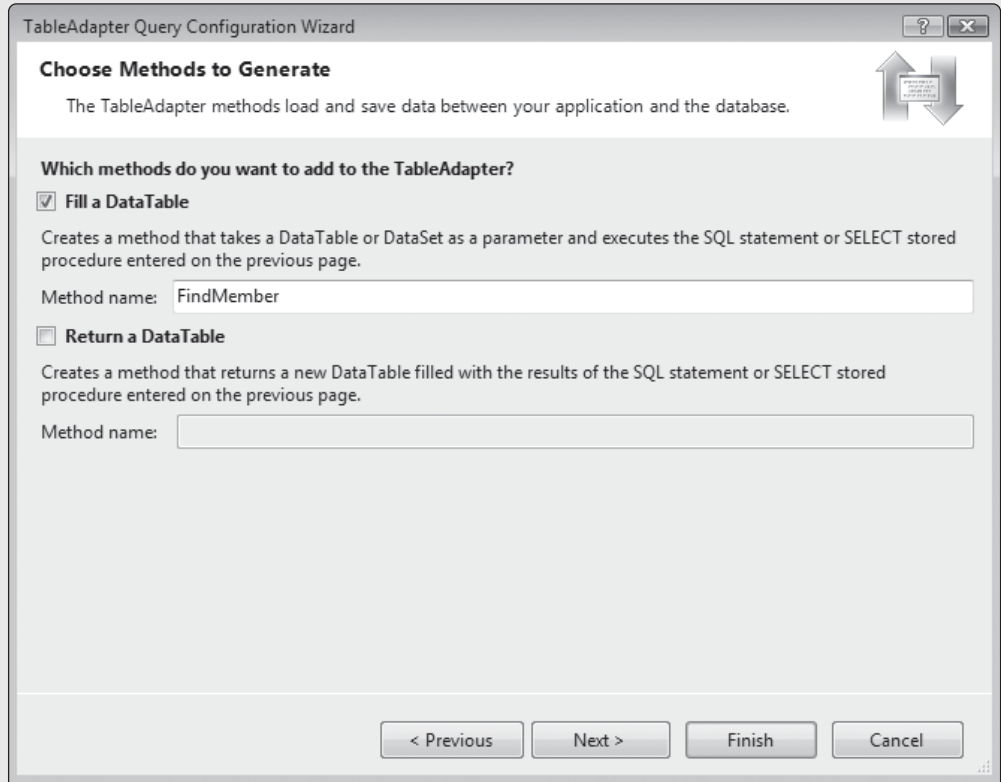 TableAdapter Query Configuration Wizard
Choose Methods to Generate
The TableAdapter methods load and save data between your application and the database.
Which methods do you want to add to the TableAdapter?
Fill a DataTable
Creates a method that takes a DataTable or DataSet as a parameter and executes the SQL statement or SELECT stored
procedure entered on the previous page.
Method name: FindMember
Return a DataTable
Creates a method that returns a new DataTable filled with the results of the SQL statement or SELECT stored
procedure entered on the previous page.
Method name:
< Previous Next > Finish Cancel